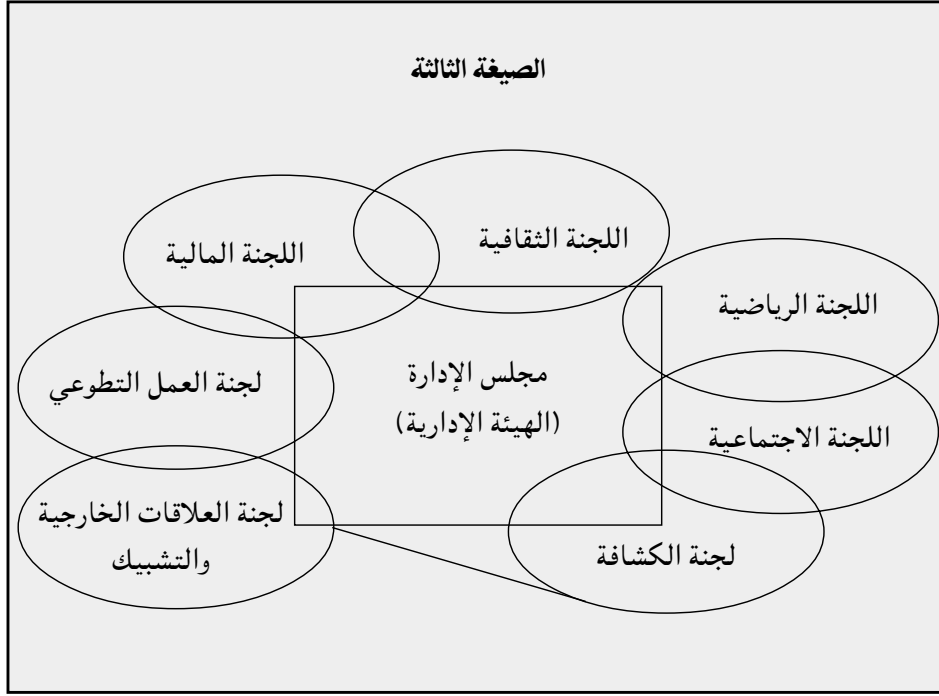 الصيغة الثالثة
اللجنة الثقافية
اللجنة المالية
اللجنة الرياضية
مجلس الإدارة
(الهيئة الإدارية)
لجنة العمل التطوعي
اللجنة الاجتماعية
لجنة الكشافة
لجنة العلاقات الخارجية
والتشبيك